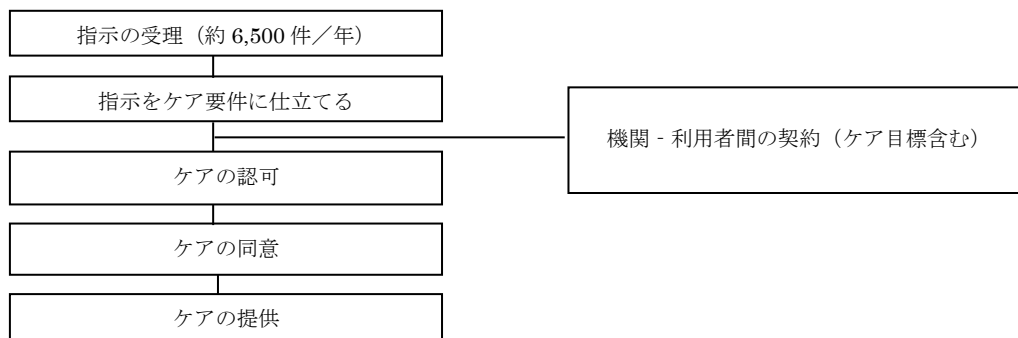 指示の受理（約 6,500 件／年）
指示をケア要件に仕立てる
機関‐利用者間の契約（ケア目標含む）
ケアの認可
ケアの同意
ケアの提供